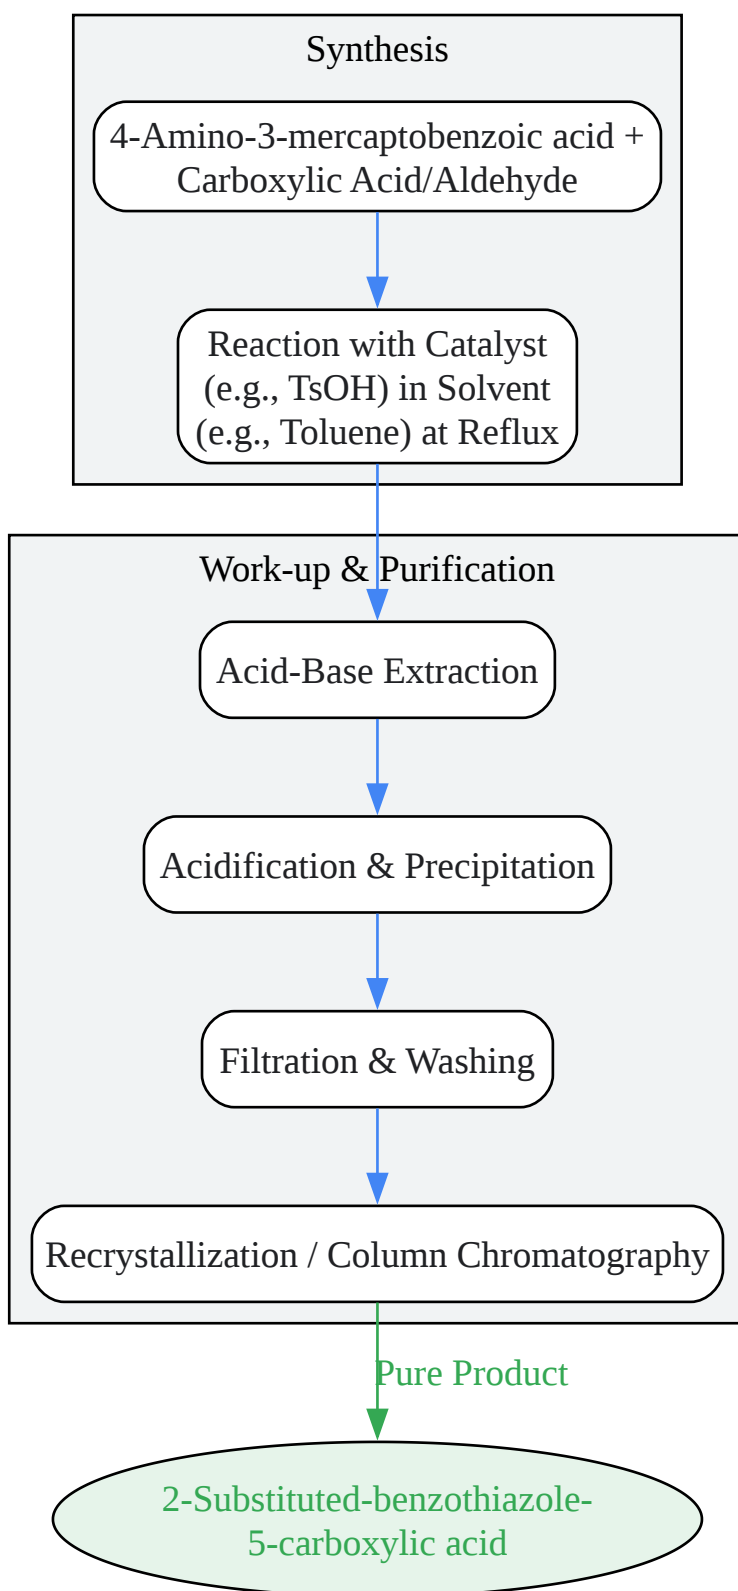 Synthesis
4-Amino-3-mercaptobenzoic acid +
Carboxylic Acid/Aldehyde
Reaction with Catalyst
(e.g., TsOH) in Solvent
(e.g., Toluene) at Reflux
Work-up & Purification
Acid-Base Extraction
Acidification & Precipitation
Filtration & Washing
Recrystallization / Column Chromatography
Pure Product
2-Substituted-benzothiazole-
5-carboxylic acid